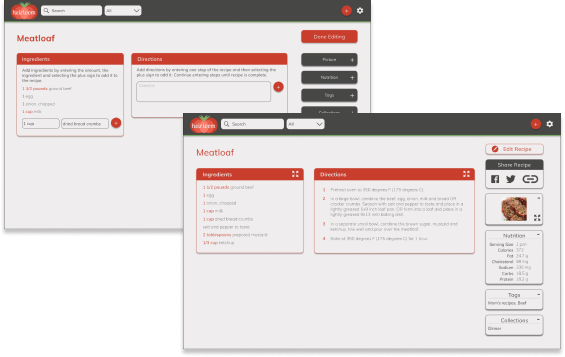 heirloom
Search
All
Meatloaf
Done Editing
Ingredients
Add ingredients by entering the amount, the
ingredient and selecting the plus sign to add it to
the recipe.
1 1/2 pounds ground beef
1 egg
1 onion, chopped
1 cup milk
1 cup
dried bread crumbs
Directions
Add directions by entering one step of the recipe and then selecting the
plus sign to add it. Continue entering steps until recipe is complete.
Picture
Nutrition
Tags
Collections
heirloom
Search
All
Meatloaf
Edit Recipe
Share Recipe
Ingredients
1 1/2 pounds ground beef
1 egg
1 onion, chopped
1 cup milk
1 cup dried bread crumbs
salt and pepper to taste
2 tablespoons prepared mustard
1/3 cup ketchup
Directions
1 Preheat oven to 350 degrees F (175 degrees C)
2 In a large bowl, combine the beef, egg, onion, milk and bread OR
cracker crumbs. Season with salt and pepper to taste and place in a
lightly greased 5x9 inch loaf pan, OR form into a loaf and place in a
lightly greased 9x13 inch baking dish.
3 In a separate small bowl, combine the brown sugar, mustard and
ketchup. Mix well and pour over the meatloaf.
4 Bake at 350 degrees F (175 degrees C) for 1 hour.
Nutrition
Serving Size
Calories 372
Fat 24.7 g
Cholesterol 98 mg
Sodium
Carbs 18.5 g
Protein
Tags
Mom's recipes, Beef
Collections
Dinner